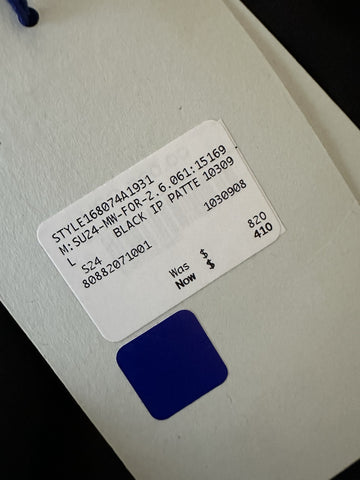 STYLE168074A1931
M:SU24-MW-FOR-2.6.061:15169
L BLACK IP PATTE 10309
S24 1030908
80882071001
Was $ 820
Now $ 410